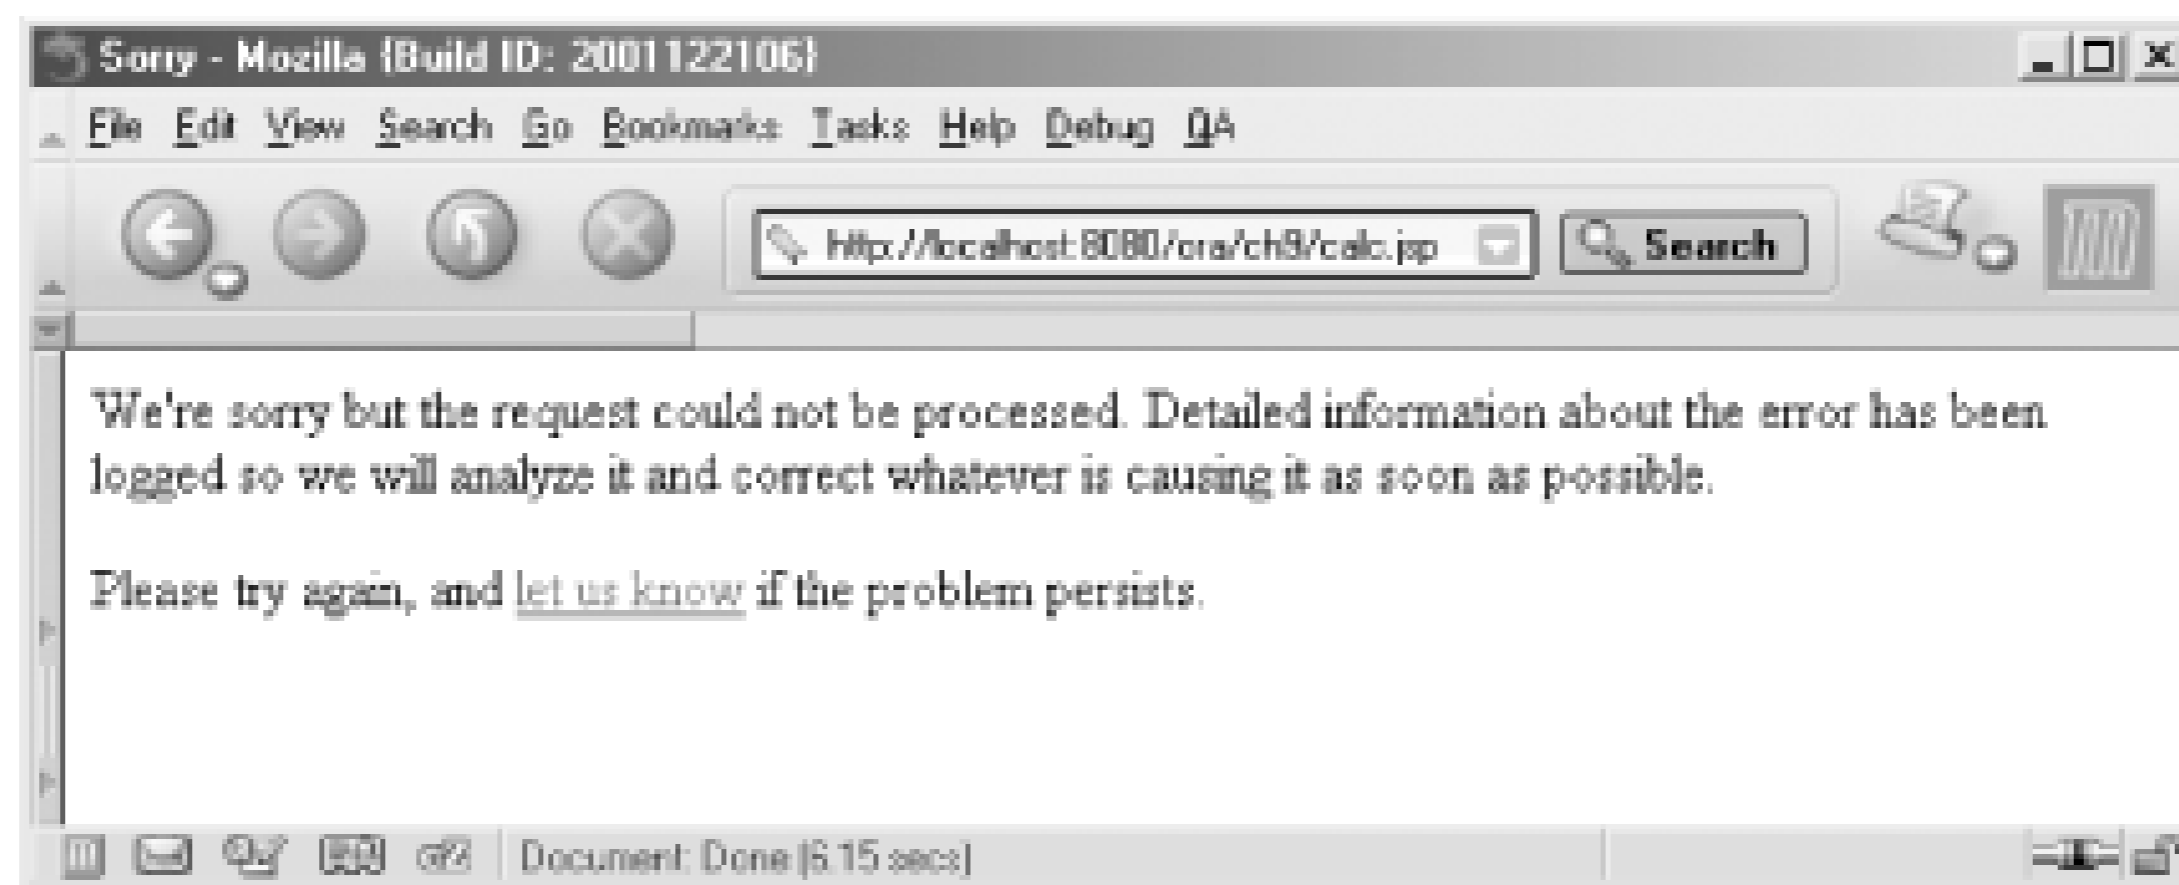 Sorry - Mozilla {Build ID: 2001122106}
File Edit View Search Go Bookmarks Tasks Help Debug QA
http://localhost:8080/ora/ch9/calc.jsp Search
We're sorry but the request could not be processed. Detailed information about the error has been
logged so we will analyze it and correct whatever is causing it as soon as possible.
Please try again, and let us know if the problem persists.
Document: Done (6.15 secs)